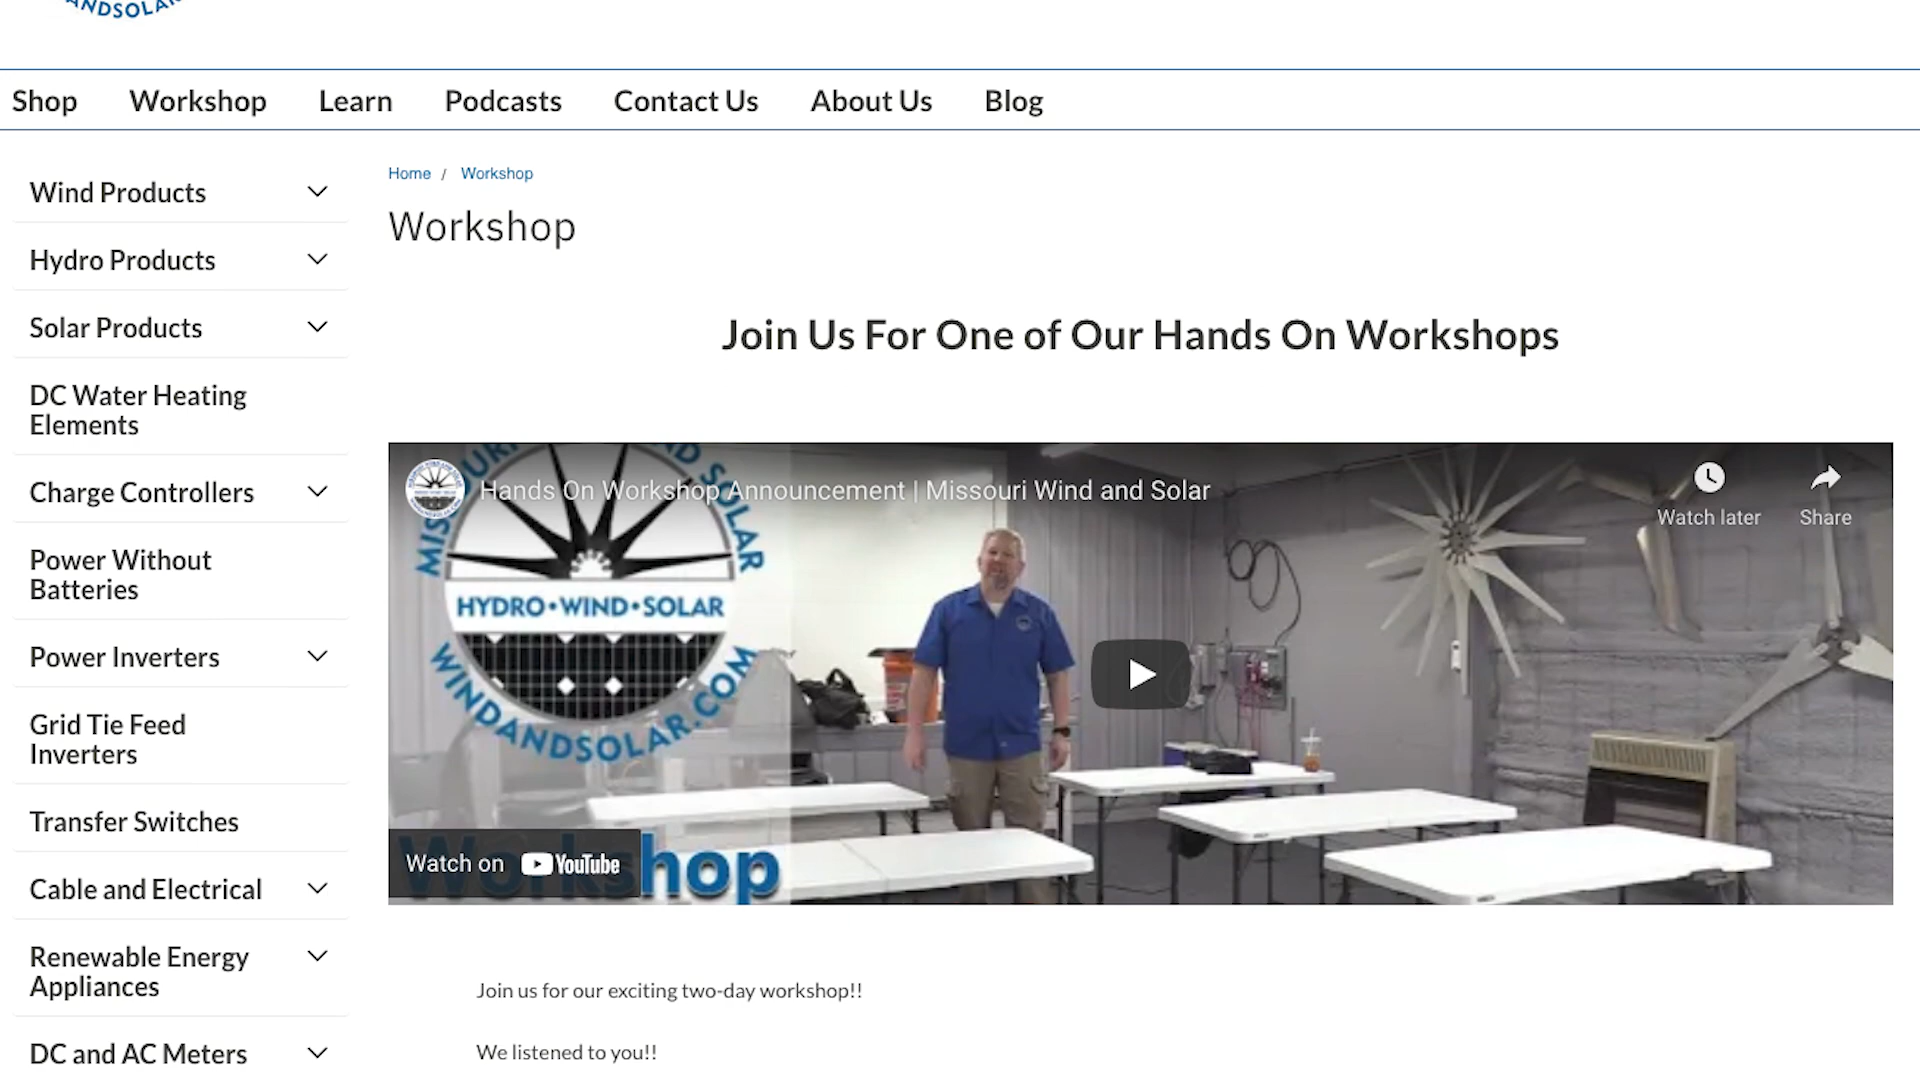 WINDANDSOLAR
Shop Workshop Learn Podcasts Contact Us About Us Blog
Home / Workshop
Workshop
Wind Products
Hydro Products
Solar Products
DC Water Heating
Elements
Charge Controllers
Power Without
Batteries
Power Inverters
Grid Tie Feed
Inverters
Transfer Switches
Cable and Electrical
Renewable Energy
Appliances
DC and AC Meters
Join Us For One of Our Hands On Workshops
Hands On Workshop Announcement | Missouri Wind and Solar
Watch later
Share
HYDRO•WIND•SOLAR
WINDANDSOLAR.COM
Workshop
Watch on YouTube
Join us for our exciting two-day workshop!!
We listened to you!!